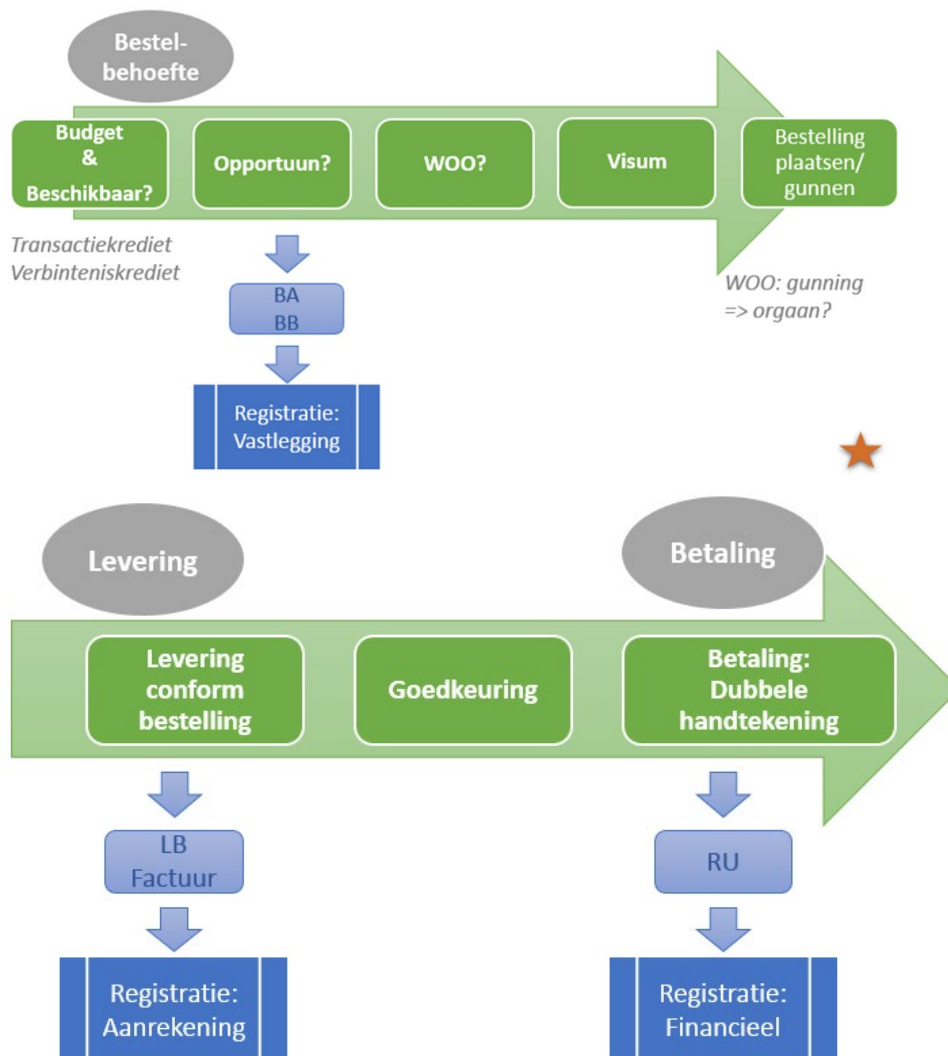 Bestel-
behoefte
Budget
&
Beschikbaar?
Opportuun?
WOO?
Visum
Bestelling
plaatsen/
gunnen
Transactiekrediet
Verbinteniskrediet
WOO: gunning
=> orgaan?
BA
BB
Registratie:
Vastlegging
Levering
Betaling
Levering
conform
bestelling
Goedkeuring
Betaling:
Dubbele
handtekening
LB
Factuur
RU
Registratie:
Aanrekening
Registratie:
Financieel